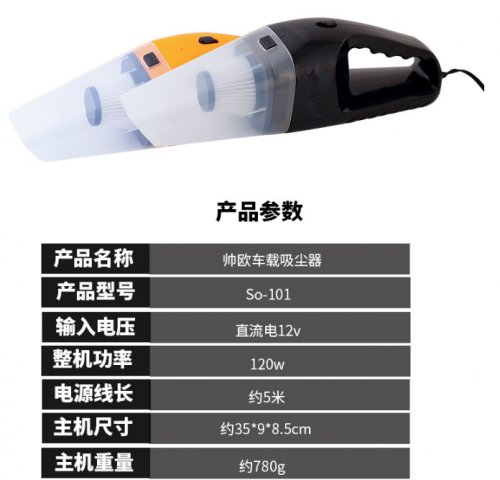 产品参数
产品名称 帅欧车载吸尘器
产品型号 So-101
输入电压 直流电12v
整机功率 120w
电源线长 约5米
主机尺寸 约35*9*8.5cm
主机重量 约780g